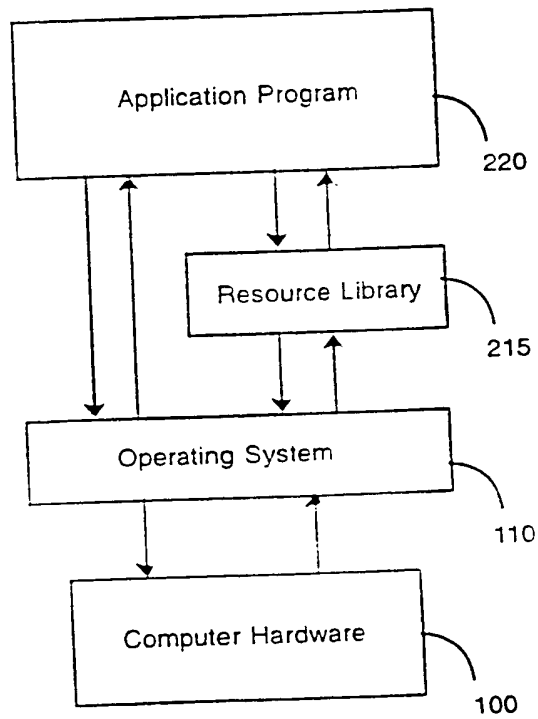 Application Program
220
Resource Library
215
Operating System
110
Computer Hardware
100